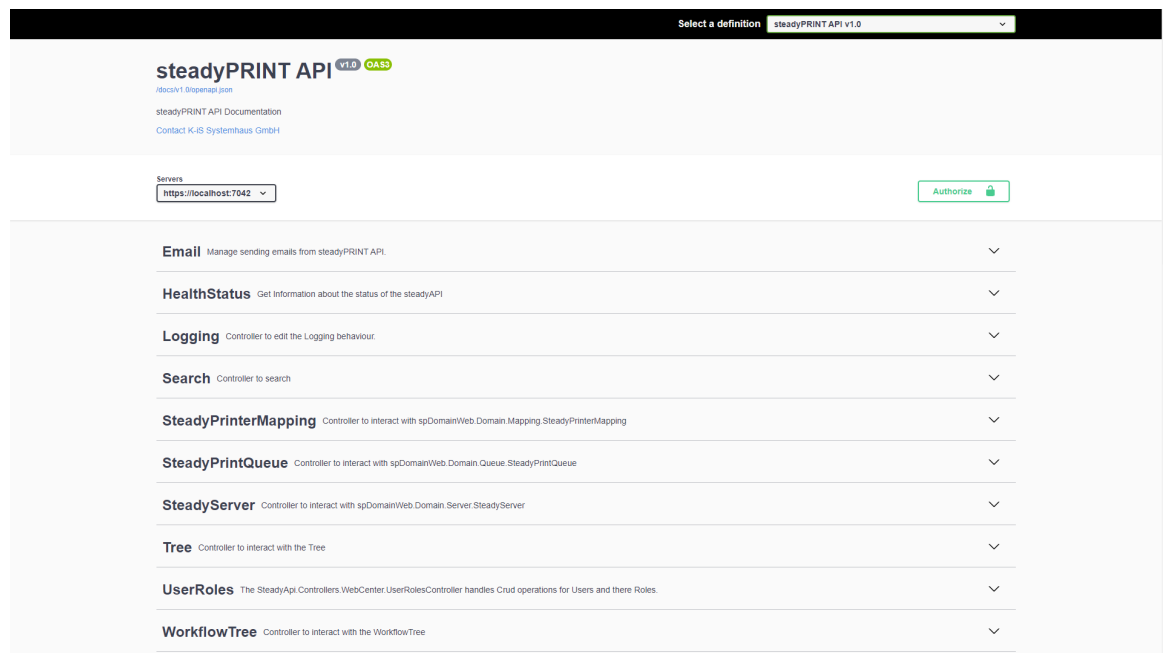 Select a definition steadyPRINT API v1.0
steadyPRINT API v1.0 OAS3
/docs/v1.0/openapi.json
steadyPRINT API Documentation
Contact K-iS Systemhaus GmbH
Servers
https://localhost:7042
Authorize
Email Manage sending emails from steadyPRINT API.
HealthStatus Get Information about the status of the steadyAPI
Logging Controller to edit the Logging behaviour.
Search Controller to search
SteadyPrinterMapping Controller to interact with spDomainWeb.Domain.Mapping.SteadyPrinterMapping
SteadyPrintQueue Controller to interact with spDomainWeb.Domain.Queue.SteadyPrintQueue
SteadyServer Controller to interact with spDomainWeb.Domain.Server.SteadyServer
Tree Controller to interact with the Tree
UserRoles The SteadyApi.Controllers.WebCenter.UserRolesController handles Crud operations for Users and there Roles.
WorkflowTree Controller to interact with the WorkflowTree